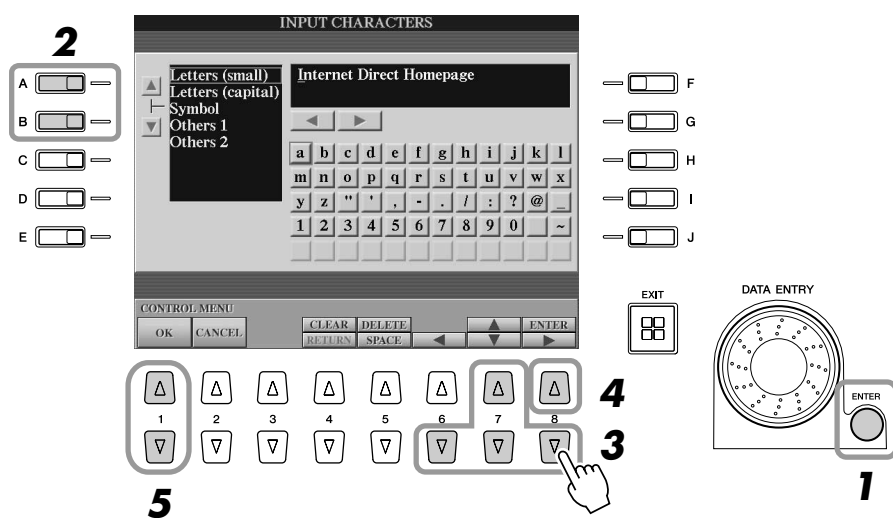 INPUT CHARACTERS
2
A
B
C
D
E
Letters (small)
Letters (capital)
Symbol
Others 1
Others 2
Internet Direct Homepage
a b c d e f g h i j k l
m n o p q r s t u v w x
y z " ' , - . / : ? @ _
1 2 3 4 5 6 7 8 9 0 ~
F
G
H
I
J
CONTROL MENU
OK CANCEL CLEAR DELETE ENTER
RETURN SPACE
EXIT
DATA ENTRY
ENTER
1 2 3 4 5 6 7 8
4
3
5
1